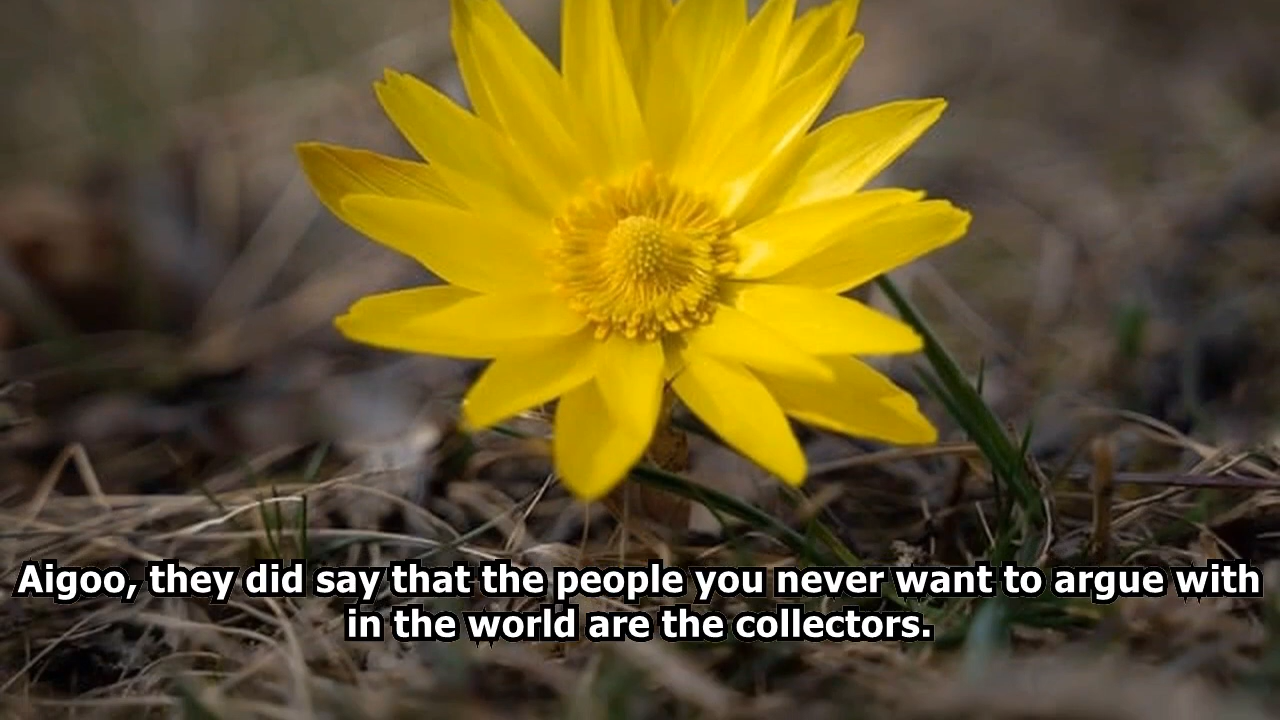 Aigoo, they did say that the people you never want to argue with
in the world are the collectors.